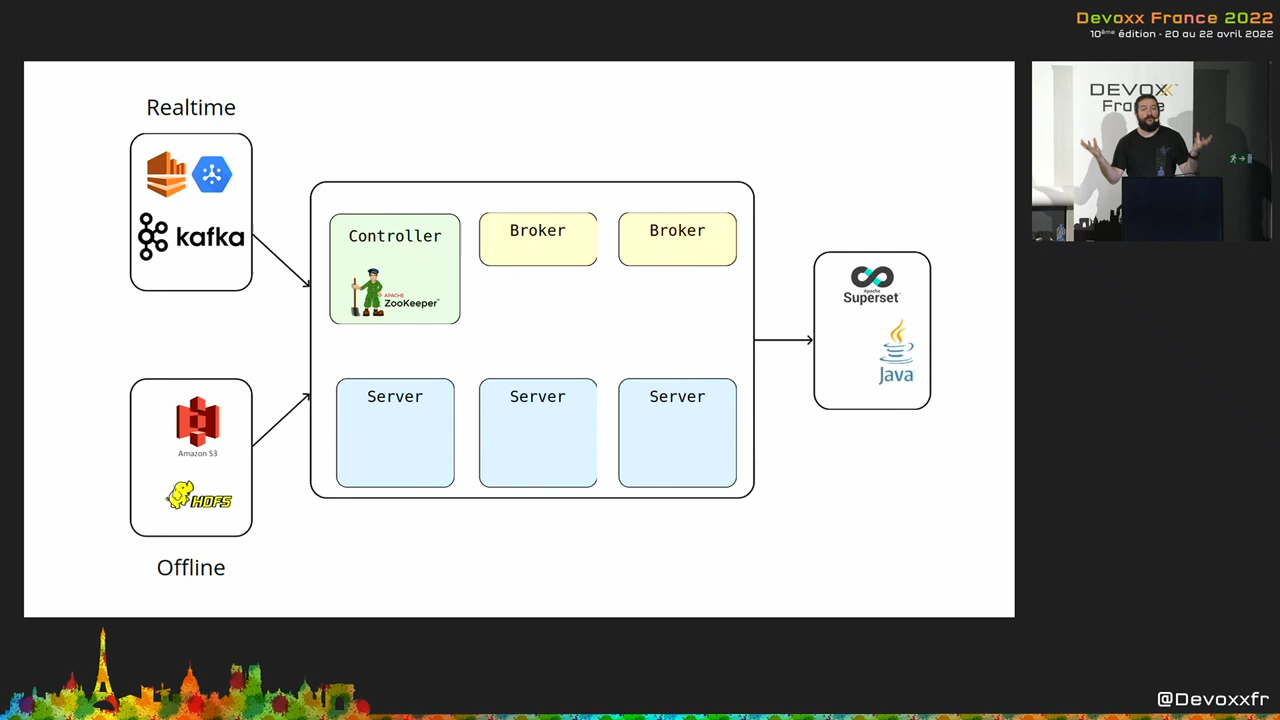 Devoxx France 2022
10ème édition - 20 au 22 avril 2022
Realtime
kafka
Controller
APACHE
ZooKeeper™
Broker
Broker
Server
Server
Server
Apache
Superset
Java
Amazon S3
HDFS
Offline
DEVOXX
France
@Devoxxfr